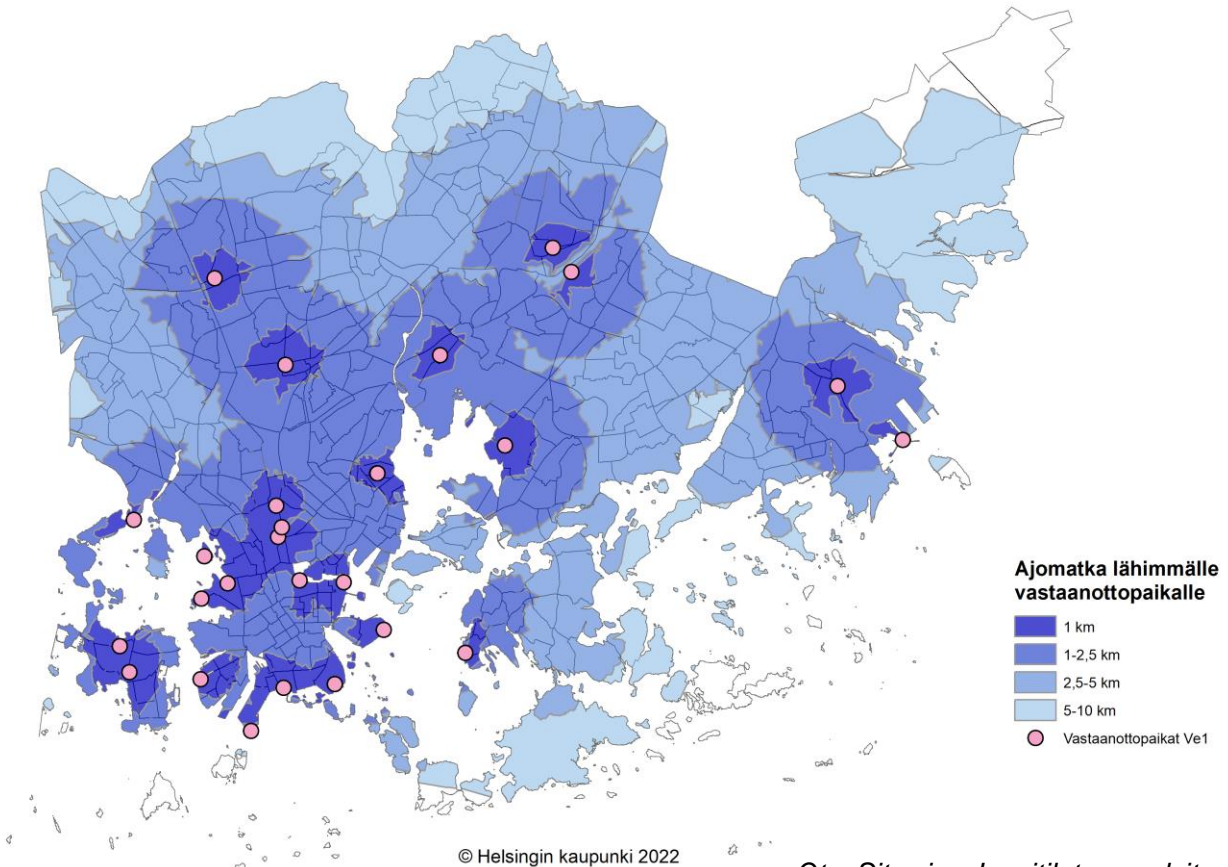 Ajomatka lähimmälle
vastaanottopaikalle
1 km
1-2,5 km
2,5-5 km
5-10 km
Vastaanottopaikat Ve1
© Helsingin kaupunki 2022